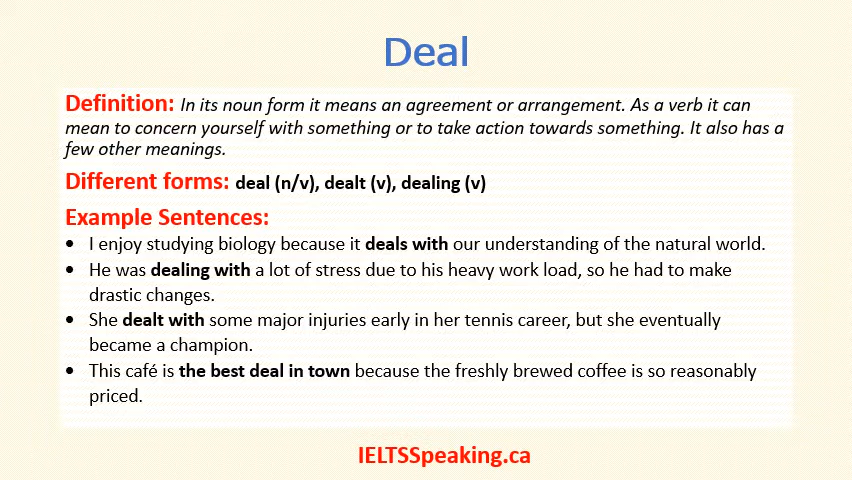 Deal
Definition: In its noun form it means an agreement or arrangement. As a verb it can
mean to concern yourself with something or to take action towards something. It also has a
few other meanings.
Different forms: deal (n/v), dealt (v), dealing (v)
Example Sentences:
• I enjoy studying biology because it deals with our understanding of the natural world.
• He was dealing with a lot of stress due to his heavy work load, so he had to make
drastic changes.
• She dealt with some major injuries early in her tennis career, but she eventually
became a champion.
• This café is the best deal in town because the freshly brewed coffee is so reasonably
priced.
IELTSSpeaking.ca